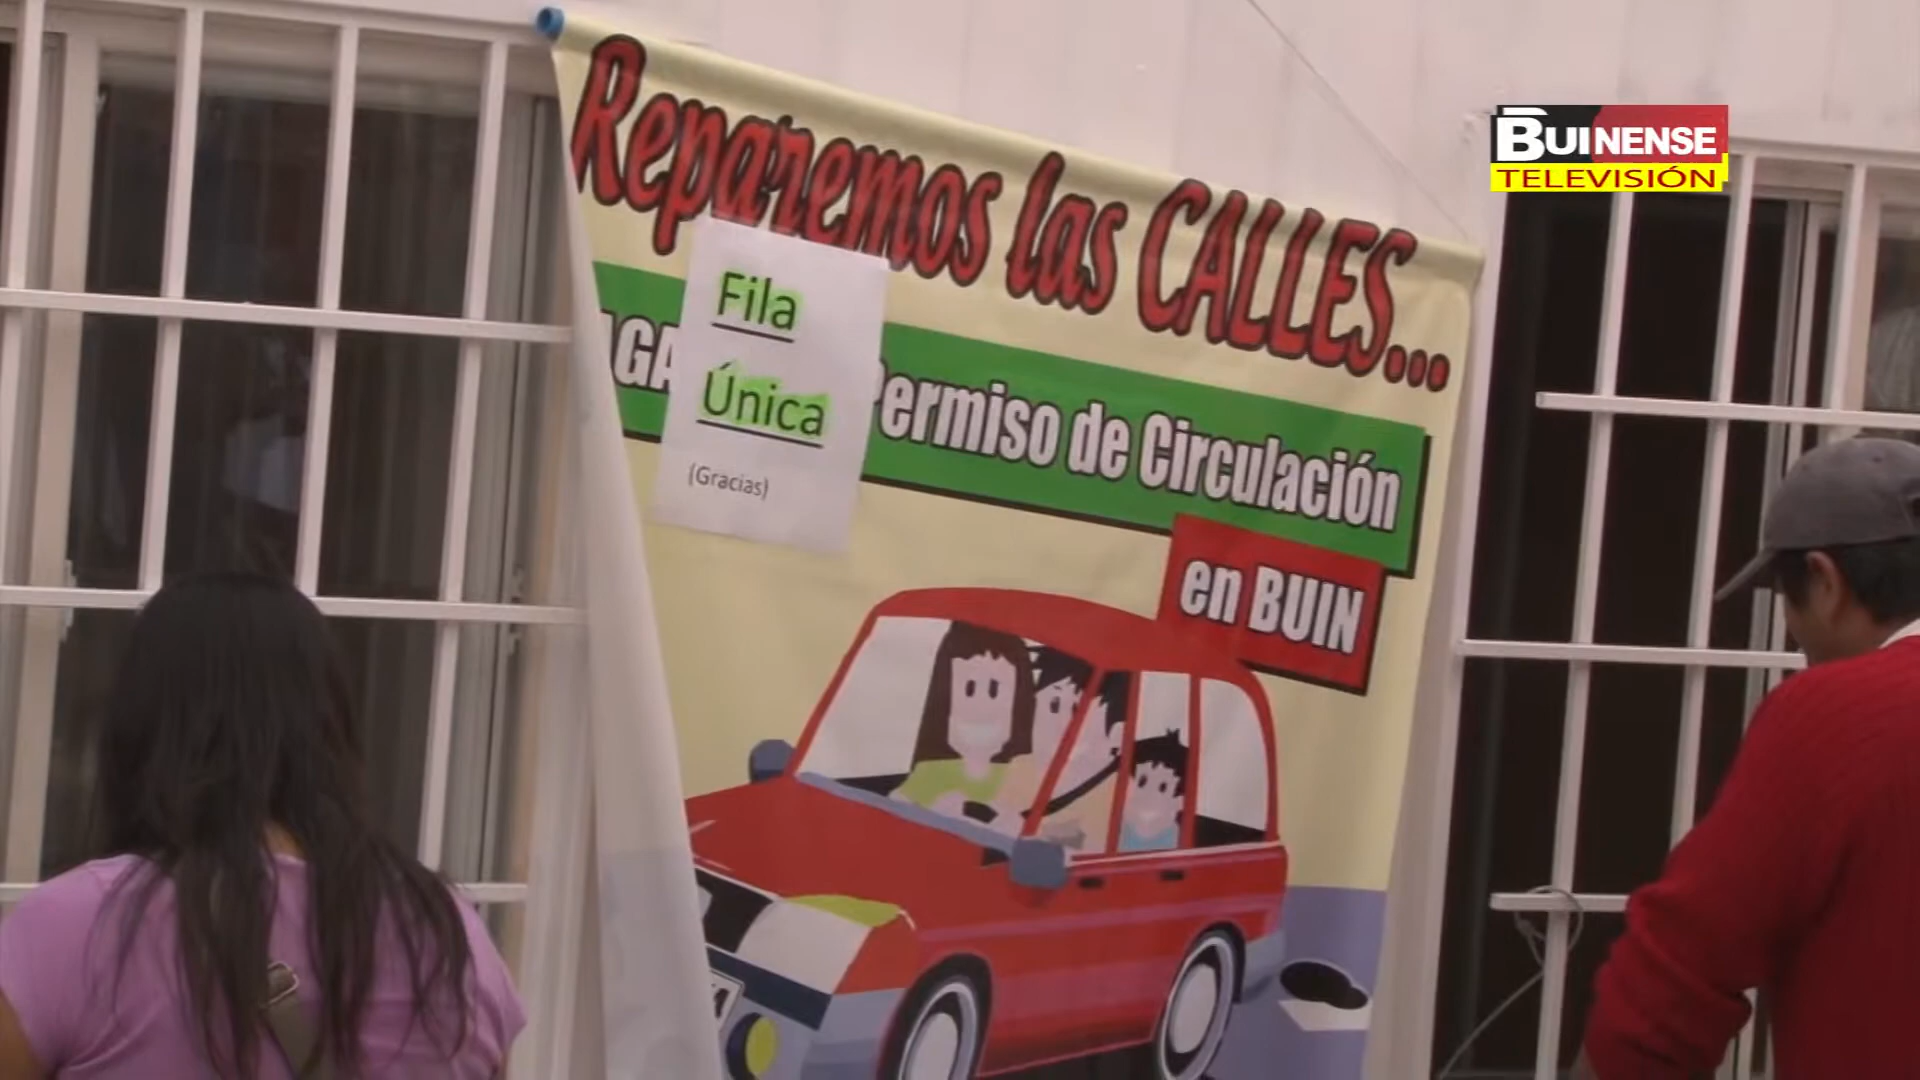 Reparemos las CALLES...
Permiso de Circulación
en BUIN
Fila
Única
(Gracias)
BUINENSE
TELEVISIÓN